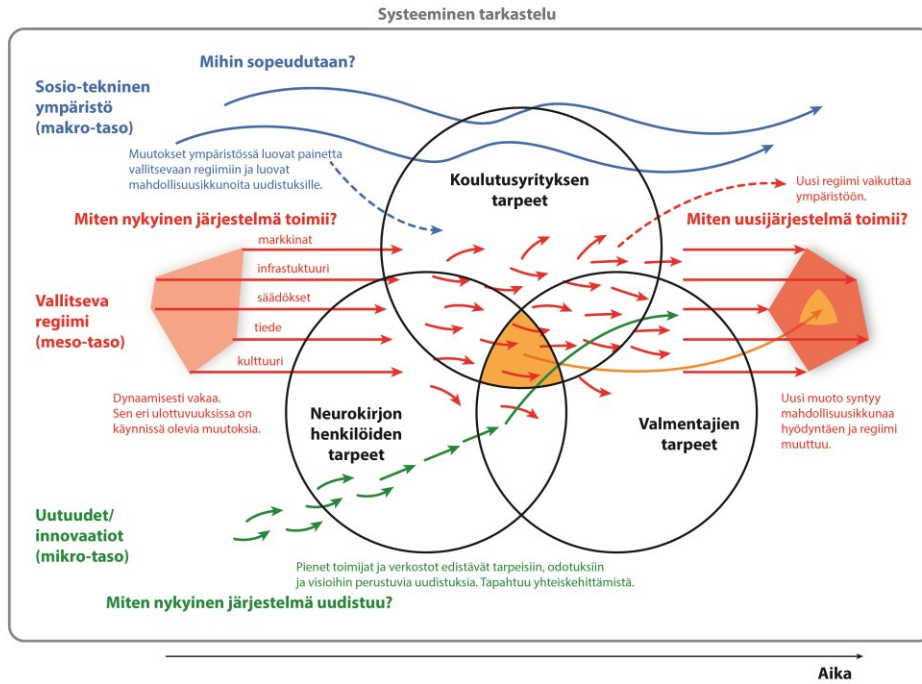 Systeeminen tarkastelu
Mihin sopeudutaan?
Sosio-tekninen
ympäristö
(makro-taso)
Muutokset ympäristössä luovat painetta
vallitsevaan regiimiin ja luovat
mahdollisuusikkunoita uudistuksille.
Koulutusyrityksen
tarpeet
Uusi regiimi vaikuttaa
ympäristöön.
Miten nykyinen järjestelmä toimii?
Miten uusijärjestelmä toimii?
markkinat
infrastuktuuri
säädökset
tiede
kulttuuri
Vallitseva
regiimi
(meso-taso)
Dynaamisesti vakaa.
Sen eri ulottuvuuksissa on
käynnissä olevia muutoksia.
Neurokirjon
henkilöiden
tarpeet
Valmentajien
tarpeet
Uusi muoto syntyy
mahdollisuusikkunaa
hyödyntäen ja regiimi
muuttuu.
Uutuudet/
innovaatiot
(mikro-taso)
Pienet toimijat ja verkostot edistävät tarpeisiin, odotuksiin
ja visioihin perustuvia uudistuksia. Tapahtuu yhteiskehittämistä.
Miten nykyinen järjestelmä uudistuu?
Aika